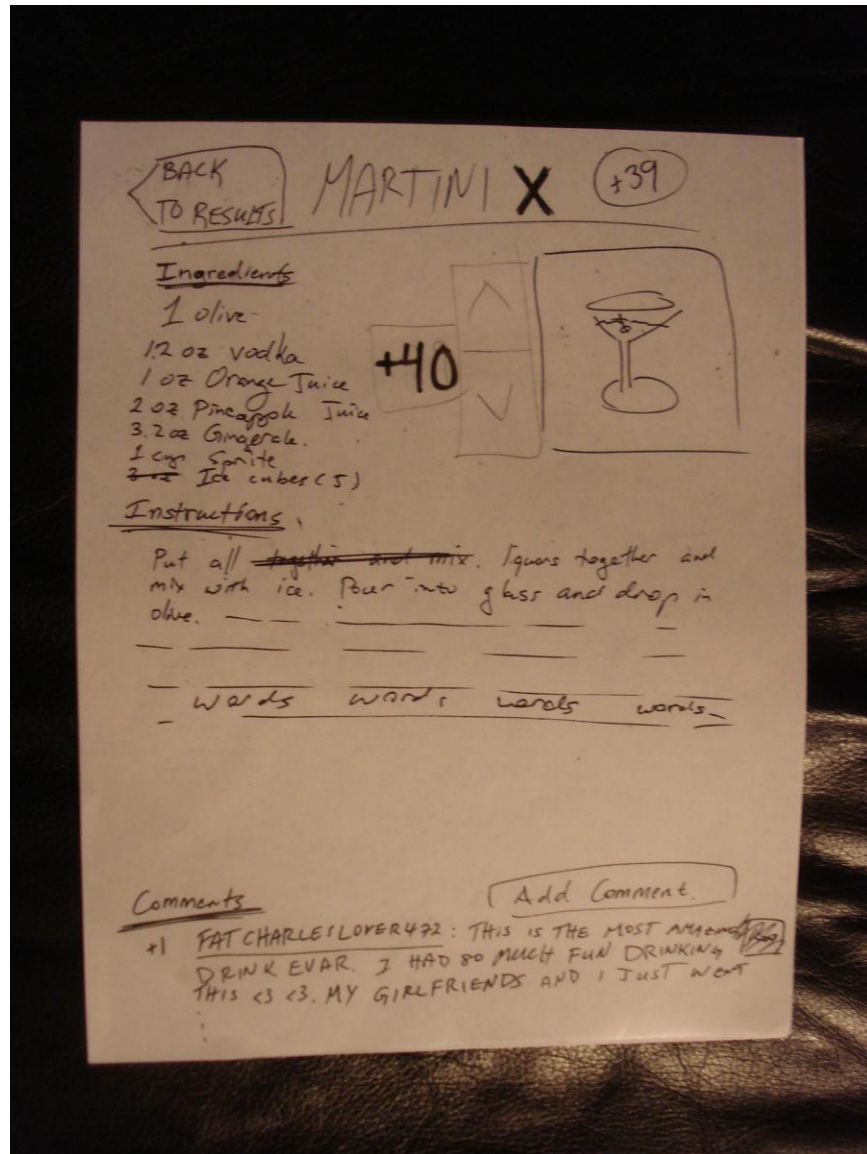 BACK
TO RESULTS
MARTINI X
+39
Ingredients
1 olive
1.2 oz vodka
1 oz Orange Juice
2 oz Pineapple Juice
3.2 oz Gingerale.
1 cup Sprite
Ice cubes (5)
+40
Instructions
Put all together and mix. liquors together and
mix with ice. Pour into glass and drop in
olive.
words words words words
Comments
Add Comment.
+1 FATCHARLESLOVER472: THIS IS THE MOST
DRINK EVAR. I HAD SO MUCH FUN DRINKING
THIS <3 <3. MY GIRLFRIENDS AND I JUST WENT